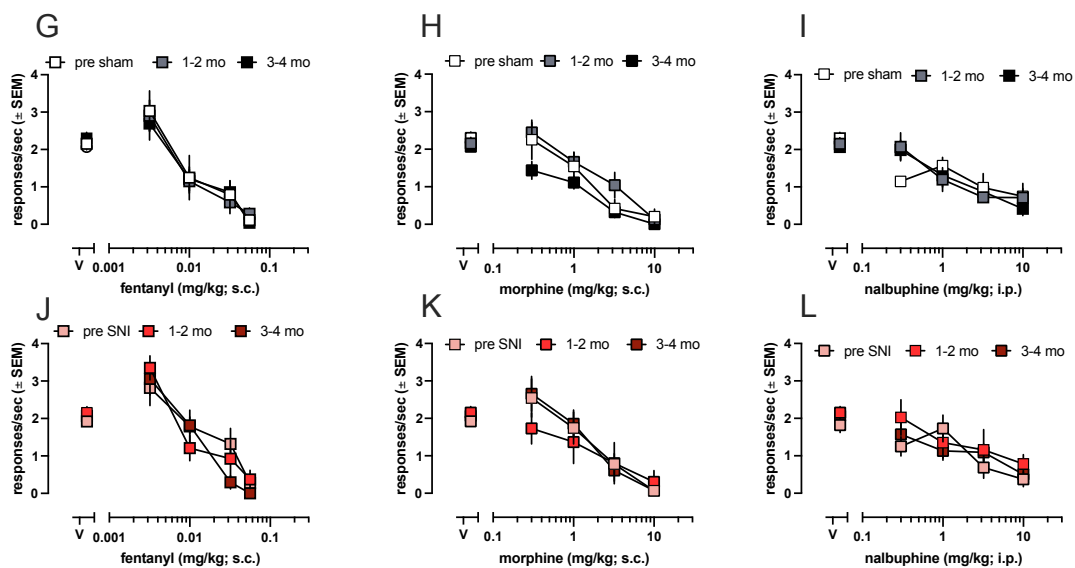 G
pre sham 1-2 mo 3-4 mo
responses/sec (± SEM)
4
3
2
1
0
V
0.001 0.01 0.1
fentanyl (mg/kg; s.c.)
H
pre sham 1-2 mo 3-4 mo
responses/sec (± SEM)
4
3
2
1
0
V
0.1 1 10
morphine (mg/kg; s.c.)
I
pre sham 1-2 mo 3-4 mo
responses/sec (± SEM)
4
3
2
1
0
V
0.1 1 10
nalbuphine (mg/kg; i.p.)
J
pre SNI 1-2 mo 3-4 mo
responses/sec (± SEM)
4
3
2
1
0
V
0.001 0.01 0.1
fentanyl (mg/kg; s.c.)
K
pre SNI 1-2 mo 3-4 mo
responses/sec (± SEM)
4
3
2
1
0
V
0.1 1 10
morphine (mg/kg; s.c.)
L
pre SNI 1-2 mo 3-4 mo
responses/sec (± SEM)
4
3
2
1
0
V
0.1 1 10
nalbuphine (mg/kg; i.p.)